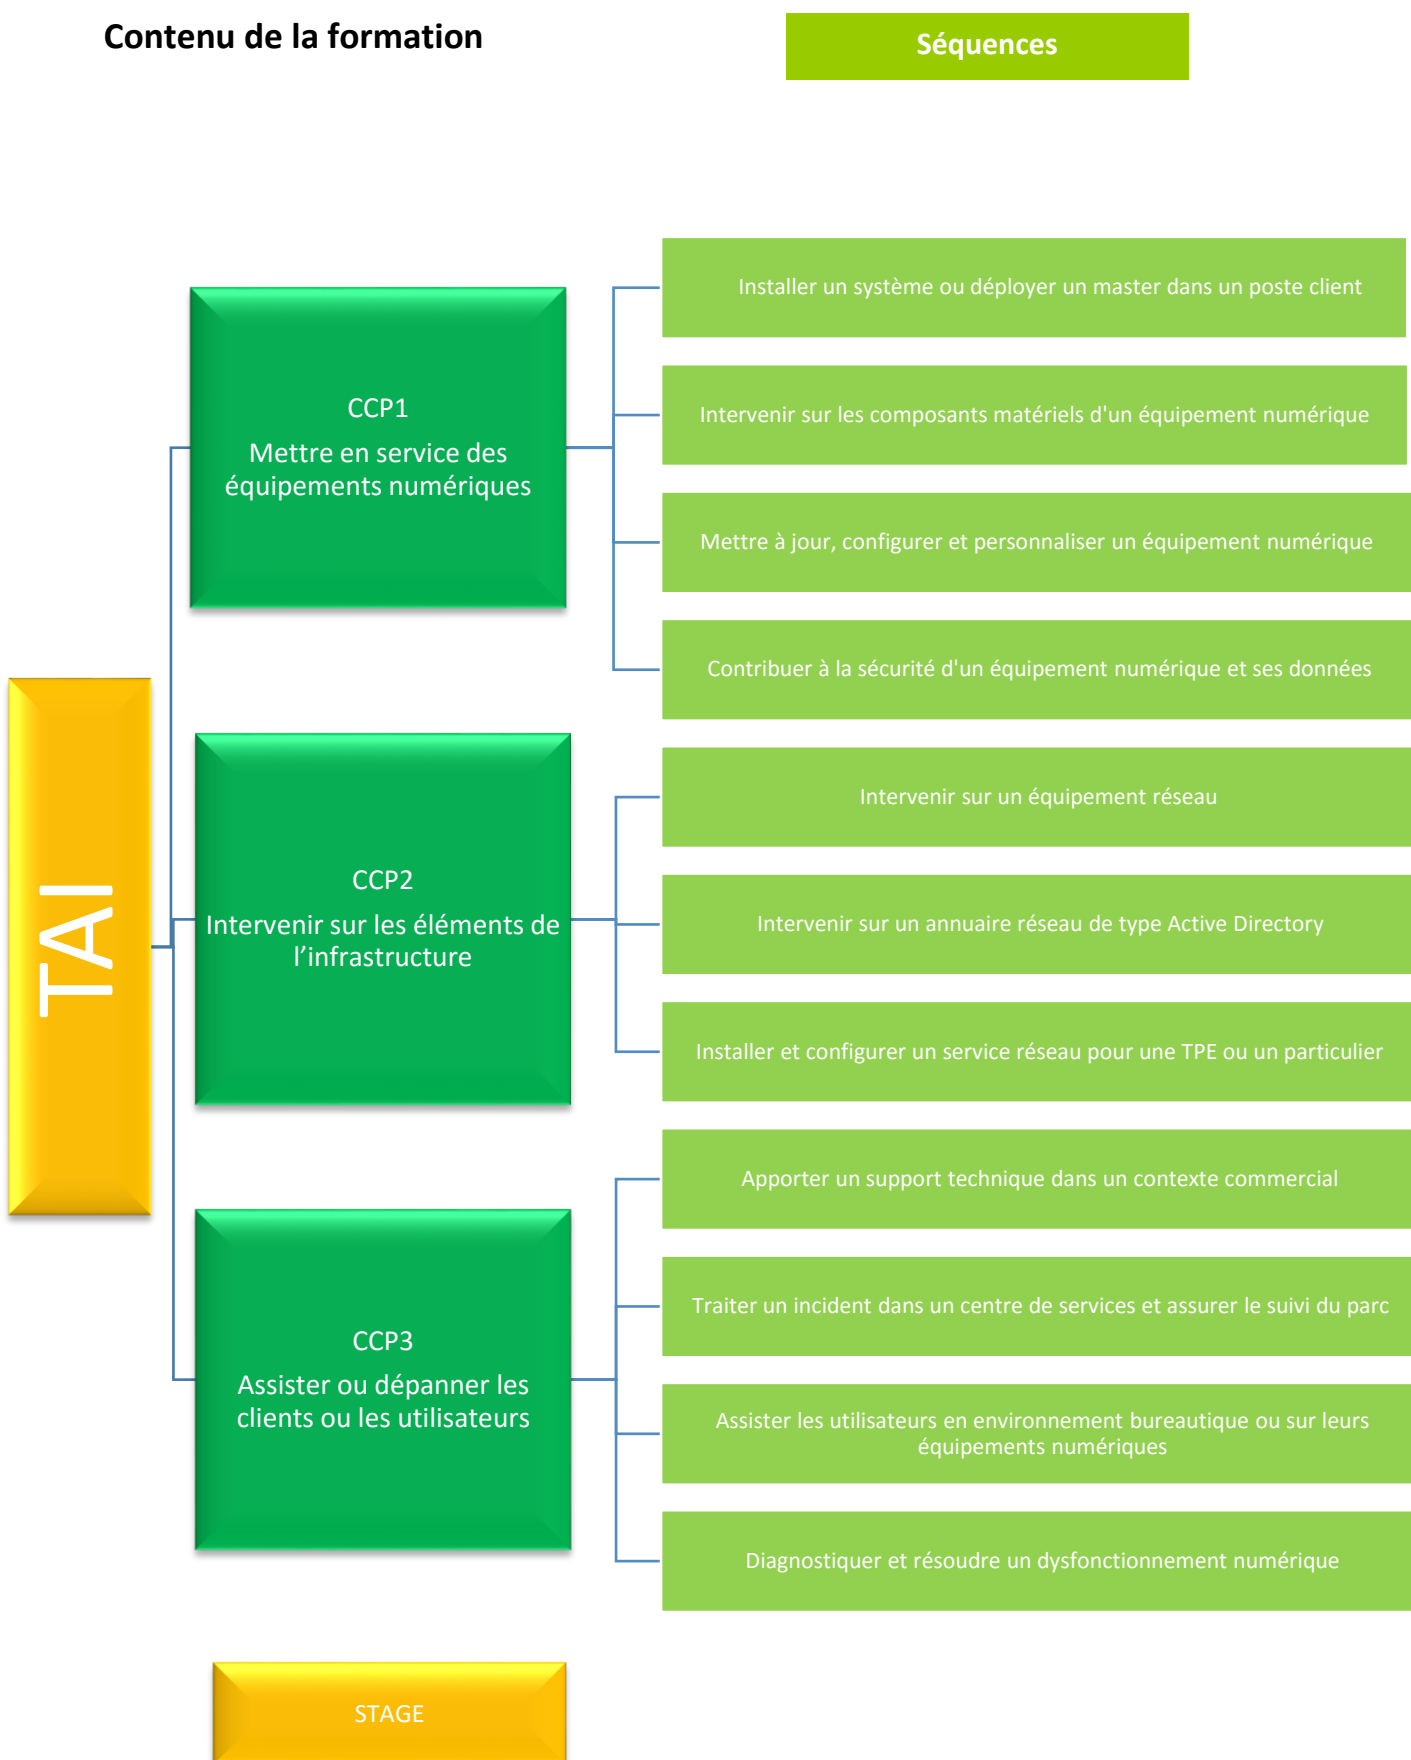 Contenu de la formation
Séquences
TAI
CCP1
Mettre en service des
équipements numériques
Installer un système ou déployer un master dans un poste client
Intervenir sur les composants matériels d'un équipement numérique
Mettre à jour, configurer et personnaliser un équipement numérique
Contribuer à la sécurité d'un équipement numérique et ses données
CCP2
Intervenir sur les éléments de
l’infrastructure
Intervenir sur un équipement réseau
Intervenir sur un annuaire réseau de type Active Directory
Installer et configurer un service réseau pour une TPE ou un particulier
CCP3
Assister ou dépanner les
clients ou les utilisateurs
Apporter un support technique dans un contexte commercial
Traiter un incident dans un centre de services et assurer le suivi du parc
Assister les utilisateurs en environnement bureautique ou sur leurs
équipements numériques
Diagnostiquer et résoudre un dysfonctionnement numérique
STAGE